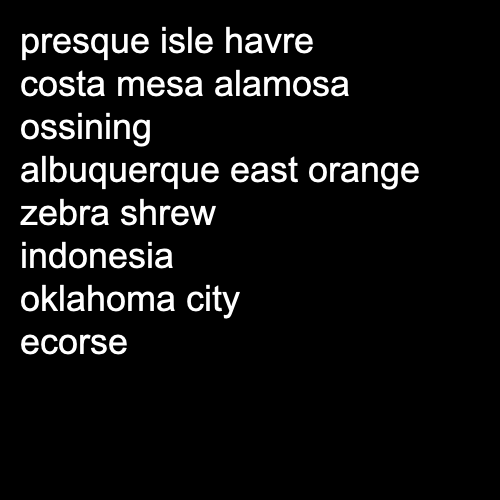 presque isle havre
costa mesa alamosa
ossining
albuquerque east orange
zebra shrew
indonesia
oklahoma city
ecorse